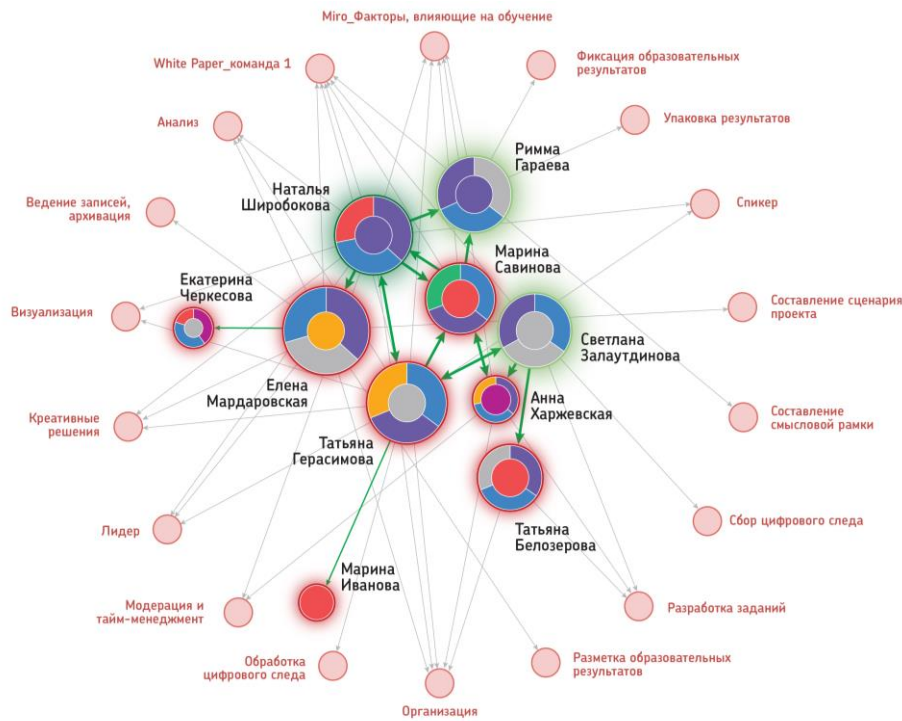 Miro_Факторы, влияющие на обучение
White Paper_команда 1
Фиксация образовательных
результатов
Анализ
Упаковка результатов
Римма
Гараева
Наталья
Широбокова
Ведение записей,
архивация
Спикер
Марина
Савинова
Екатерина
Черкесова
Визуализация
Составление сценария
проекта
Светлана
Залаутдинова
Елена
Мардаровская
Анна
Харжевская
Креативные
решения
Татьяна
Герасимова
Составление
смысловой рамки
Лидер
Татьяна
Белозерова
Сбор цифрового следа
Марина
Иванова
Модерация и
тайм-менеджмент
Разработка заданий
Обработка
цифрового следа
Разметка образовательных
результатов
Организация